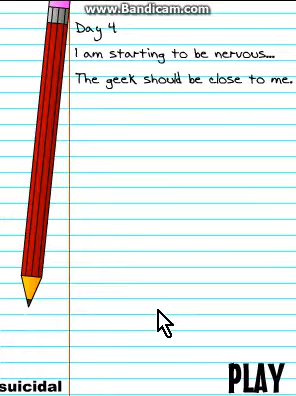 www.Bandicam.com
Day 4
I am starting to be nervous...
The geek should be close to me.
suicidal
PLAY